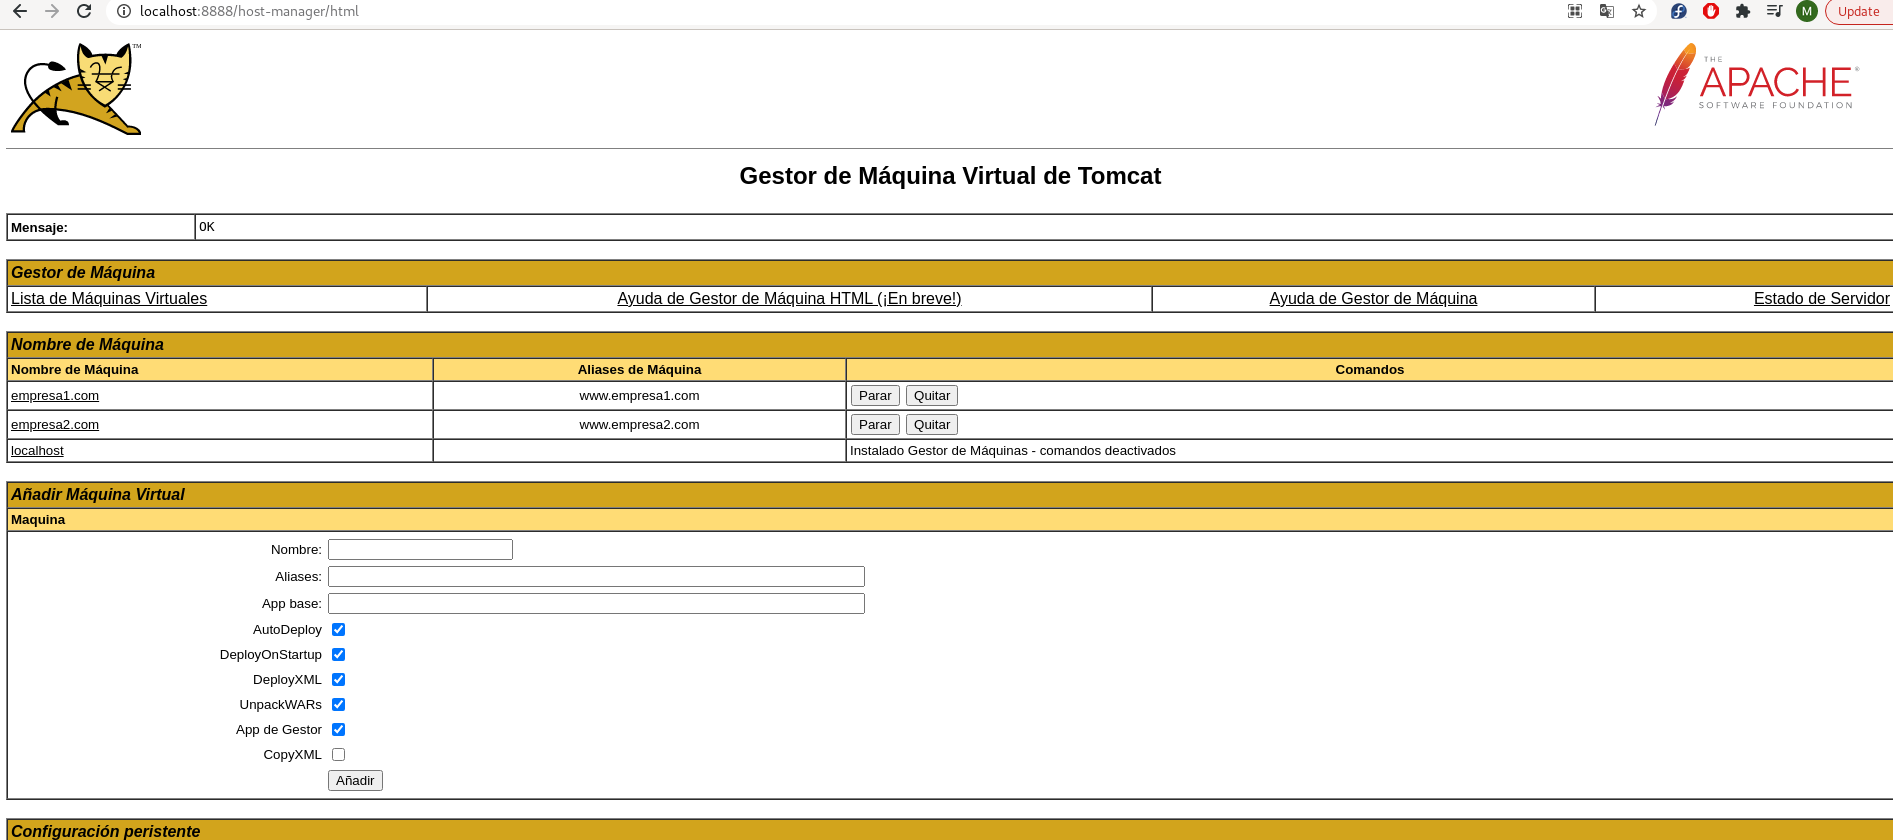 localhost:8888/host-manager/html
M
Update
TM
THE
APACHE®
SOFTWARE FOUNDATION
Gestor de Máquina Virtual de Tomcat
Mensaje: OK
Gestor de Máquina
Lista de Máquinas Virtuales Ayuda de Gestor de Máquina HTML (¡En breve!) Ayuda de Gestor de Máquina Estado de Servidor
Nombre de Máquina
Nombre de Máquina Aliases de Máquina Comandos
empresa1.com www.empresa1.com Parar Quitar
empresa2.com www.empresa2.com Parar Quitar
localhost Instalado Gestor de Máquinas - comandos deactivados
Añadir Máquina Virtual
Maquina
Nombre:
Aliases:
App base:
AutoDeploy
DeployOnStartup
DeployXML
UnpackWARs
App de Gestor
CopyXML
Añadir
Configuración peristente